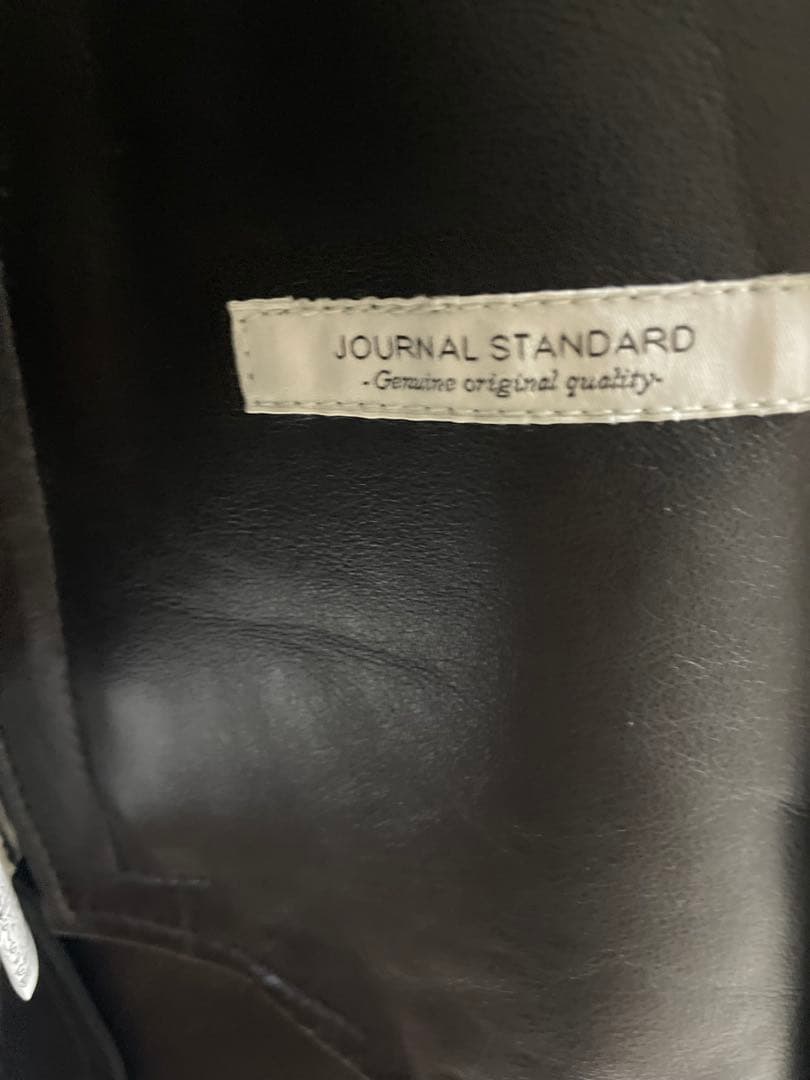 JOURNAL STANDARD
-Genuine original quality-